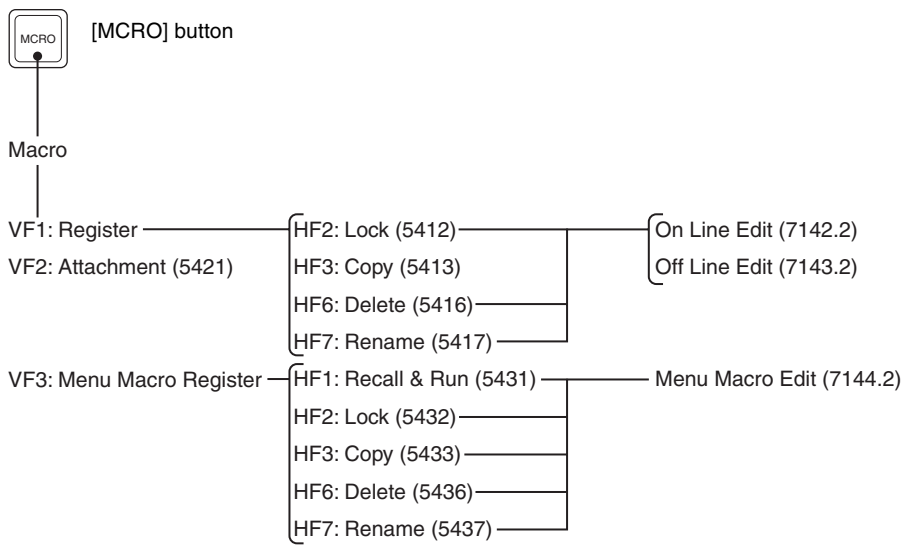 MCRO
[MCRO] button
Macro
VF1: Register
HF2: Lock (5412)
On Line Edit (7142.2)
VF2: Attachment (5421)
HF3: Copy (5413)
Off Line Edit (7143.2)
HF6: Delete (5416)
HF7: Rename (5417)
VF3: Menu Macro Register
HF1: Recall & Run (5431)
Menu Macro Edit (7144.2)
HF2: Lock (5432)
HF3: Copy (5433)
HF6: Delete (5436)
HF7: Rename (5437)